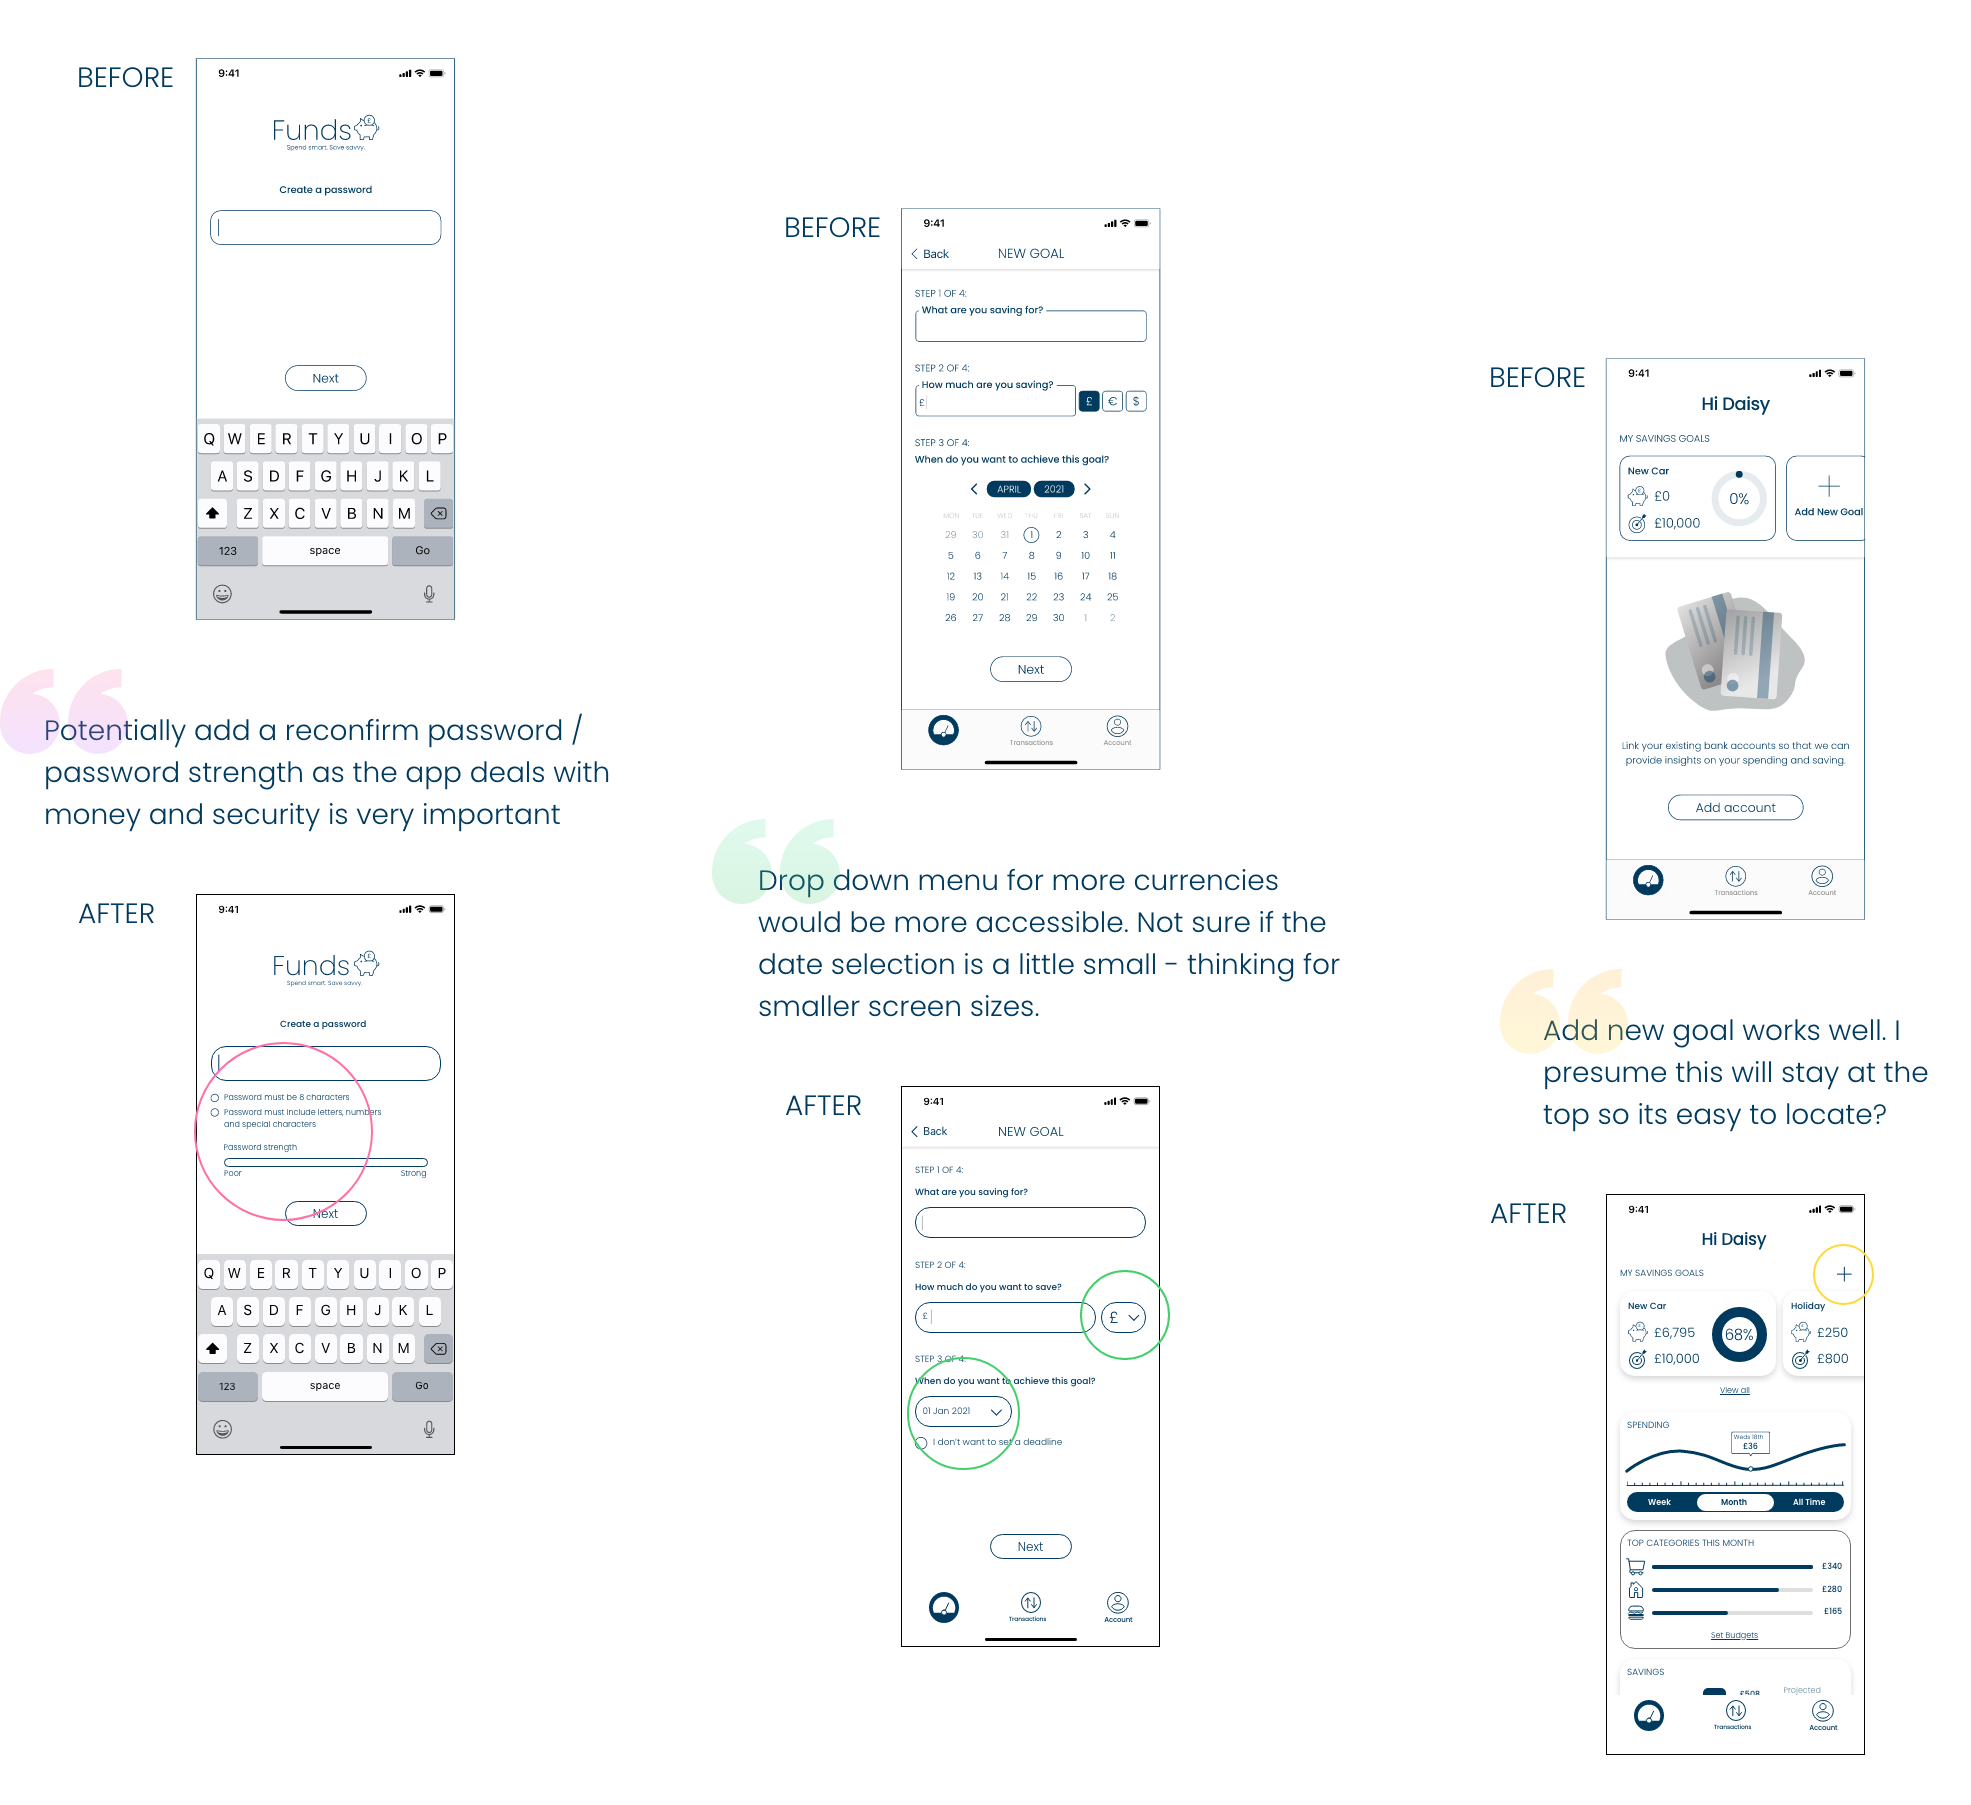 BEFORE
9:41
Funds
£
Spend smart. Save savvy.
Create a password
Next
Q W E R T Y U I O P
A S D F G H J K L
Z X C V B N M
123 space Go
Potentially add a reconfirm password /
password strength as the app deals with
money and security is very important
AFTER
9:41
Funds
£
Spend smart. Save savvy.
Create a password
Password must be 8 characters
Password must include letters, numbers
and special characters
Password strength
Poor Strong
Next
Q W E R T Y U I O P
A S D F G H J K L
Z X C V B N M
123 space Go
BEFORE
9:41
Back NEW GOAL
STEP 1 OF 4:
What are you saving for?
STEP 2 OF 4:
How much are you saving?
£ £ € $
STEP 3 OF 4:
When do you want to achieve this goal?
APRIL 2021
MON TUE WED THU FRI SAT SUN
29 30 31 1 2 3 4
5 6 7 8 9 10 11
12 13 14 15 16 17 18
19 20 21 22 23 24 25
26 27 28 29 30 1 2
Next
Transactions Account
Drop down menu for more currencies
would be more accessible. Not sure if the
date selection is a little small - thinking for
smaller screen sizes.
AFTER
9:41
Back NEW GOAL
STEP 1 OF 4:
What are you saving for?
STEP 2 OF 4:
How much do you want to save?
£ £
STEP 3 OF 4:
When do you want to achieve this goal?
01 Jan 2021
I don't want to set a deadline
Next
Transactions Account
BEFORE
9:41
Hi Daisy
MY SAVINGS GOALS
New Car
£0
£10,000
0%
Add New Goal
Link your existing bank accounts so that we can
provide insights on your spending and saving.
Add account
Transactions Account
Add new goal works well. I
presume this will stay at the
top so its easy to locate?
AFTER
9:41
Hi Daisy
MY SAVINGS GOALS
New Car
£6,795
£10,000
68%
Holiday
£250
£800
View all
SPENDING
Weds 18th
£36
Week Month All Time
TOP CATEGORIES THIS MONTH
£340
£280
£165
Set Budgets
SAVINGS
£508 Projected
Transactions Account